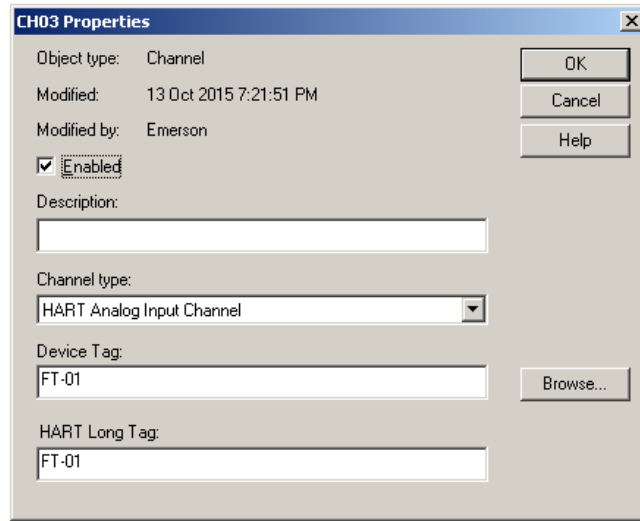 CH03 Properties
Object type: Channel
OK
Modified: 13 Oct 2015 7:21:51 PM
Cancel
Modified by: Emerson
Help
Enabled
Description:
Channel type:
HART Analog Input Channel
Device Tag:
FT-01
Browse...
HART Long Tag:
FT-01